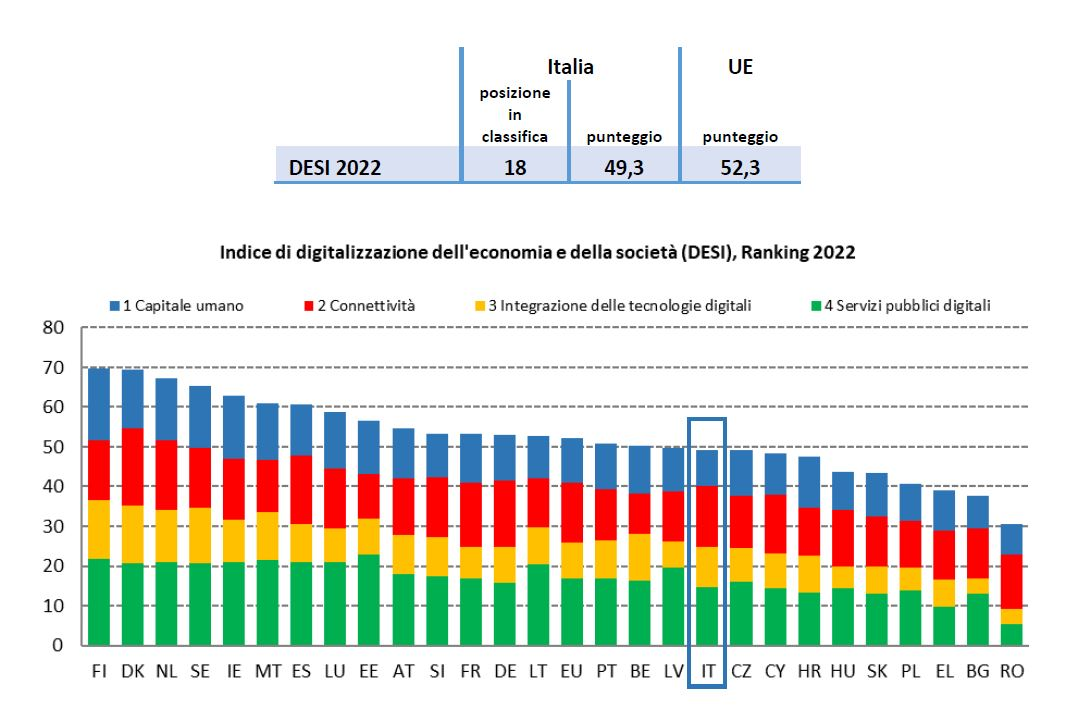 Italia UE
posizione
in
classifica punteggio punteggio
DESI 2022 18 49,3 52,3
Indice di digitalizzazione dell'economia e della società (DESI), Ranking 2022
1 Capitale umano 2 Connettività 3 Integrazione delle tecnologie digitali 4 Servizi pubblici digitali
80
70
60
50
40
30
20
10
0
FI DK NL SE IE MT ES LU EE AT SI FR DE LT EU PT BE LV IT CZ CY HR HU SK PL EL BG RO